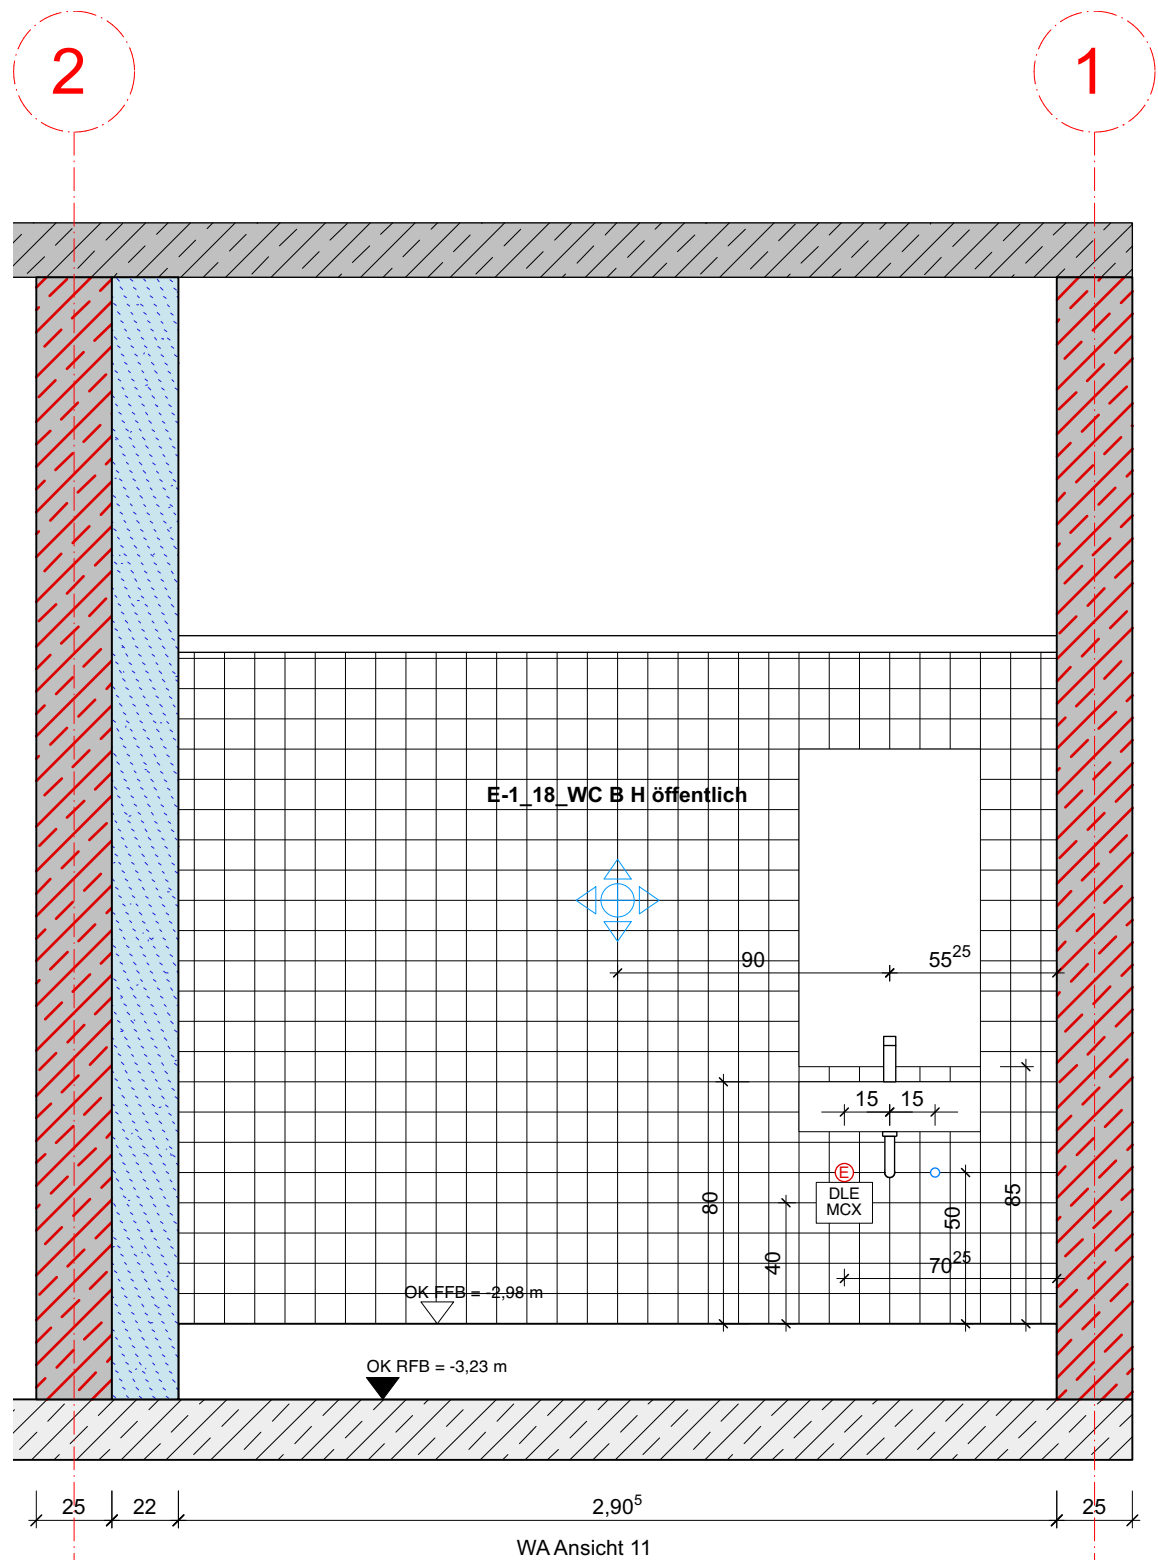 2
1
E-1_18_WC B H öffentlich
90
55²⁵
15
15
E
DLE
MCX
80
40
50
85
70²⁵
OK FFB = -2,98 m
OK RFB = -3,23 m
25
22
2,90⁵
25
WA Ansicht 11